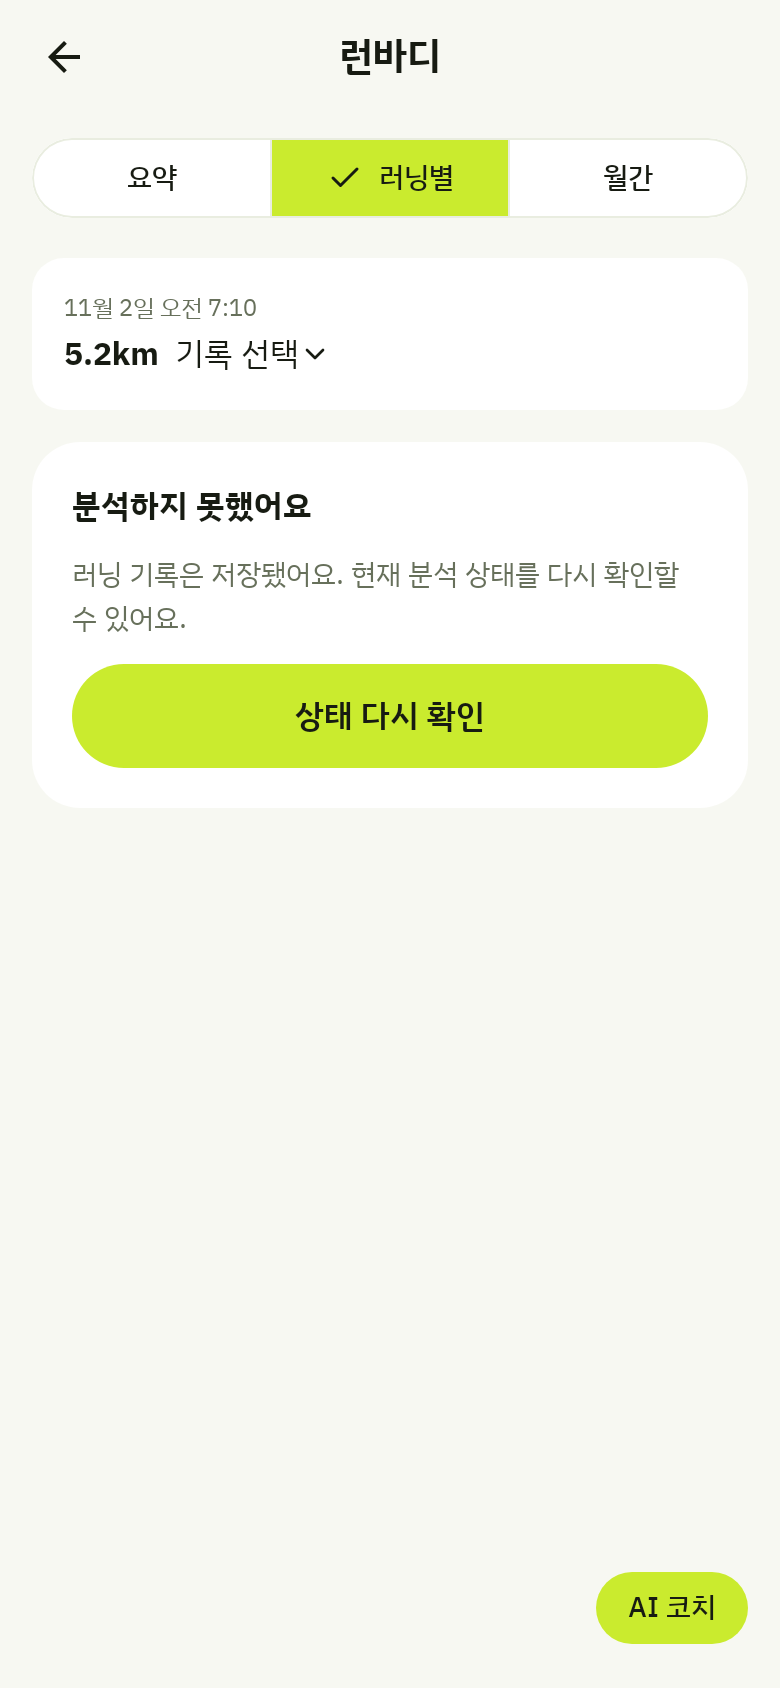 런바디
요약
러닝별
월간
11월 2일 오전 7:10
5.2km 기록 선택
분석하지 못했어요
러닝 기록은 저장됐어요. 현재 분석 상태를 다시 확인할
수 있어요.
상태 다시 확인
AI 코치